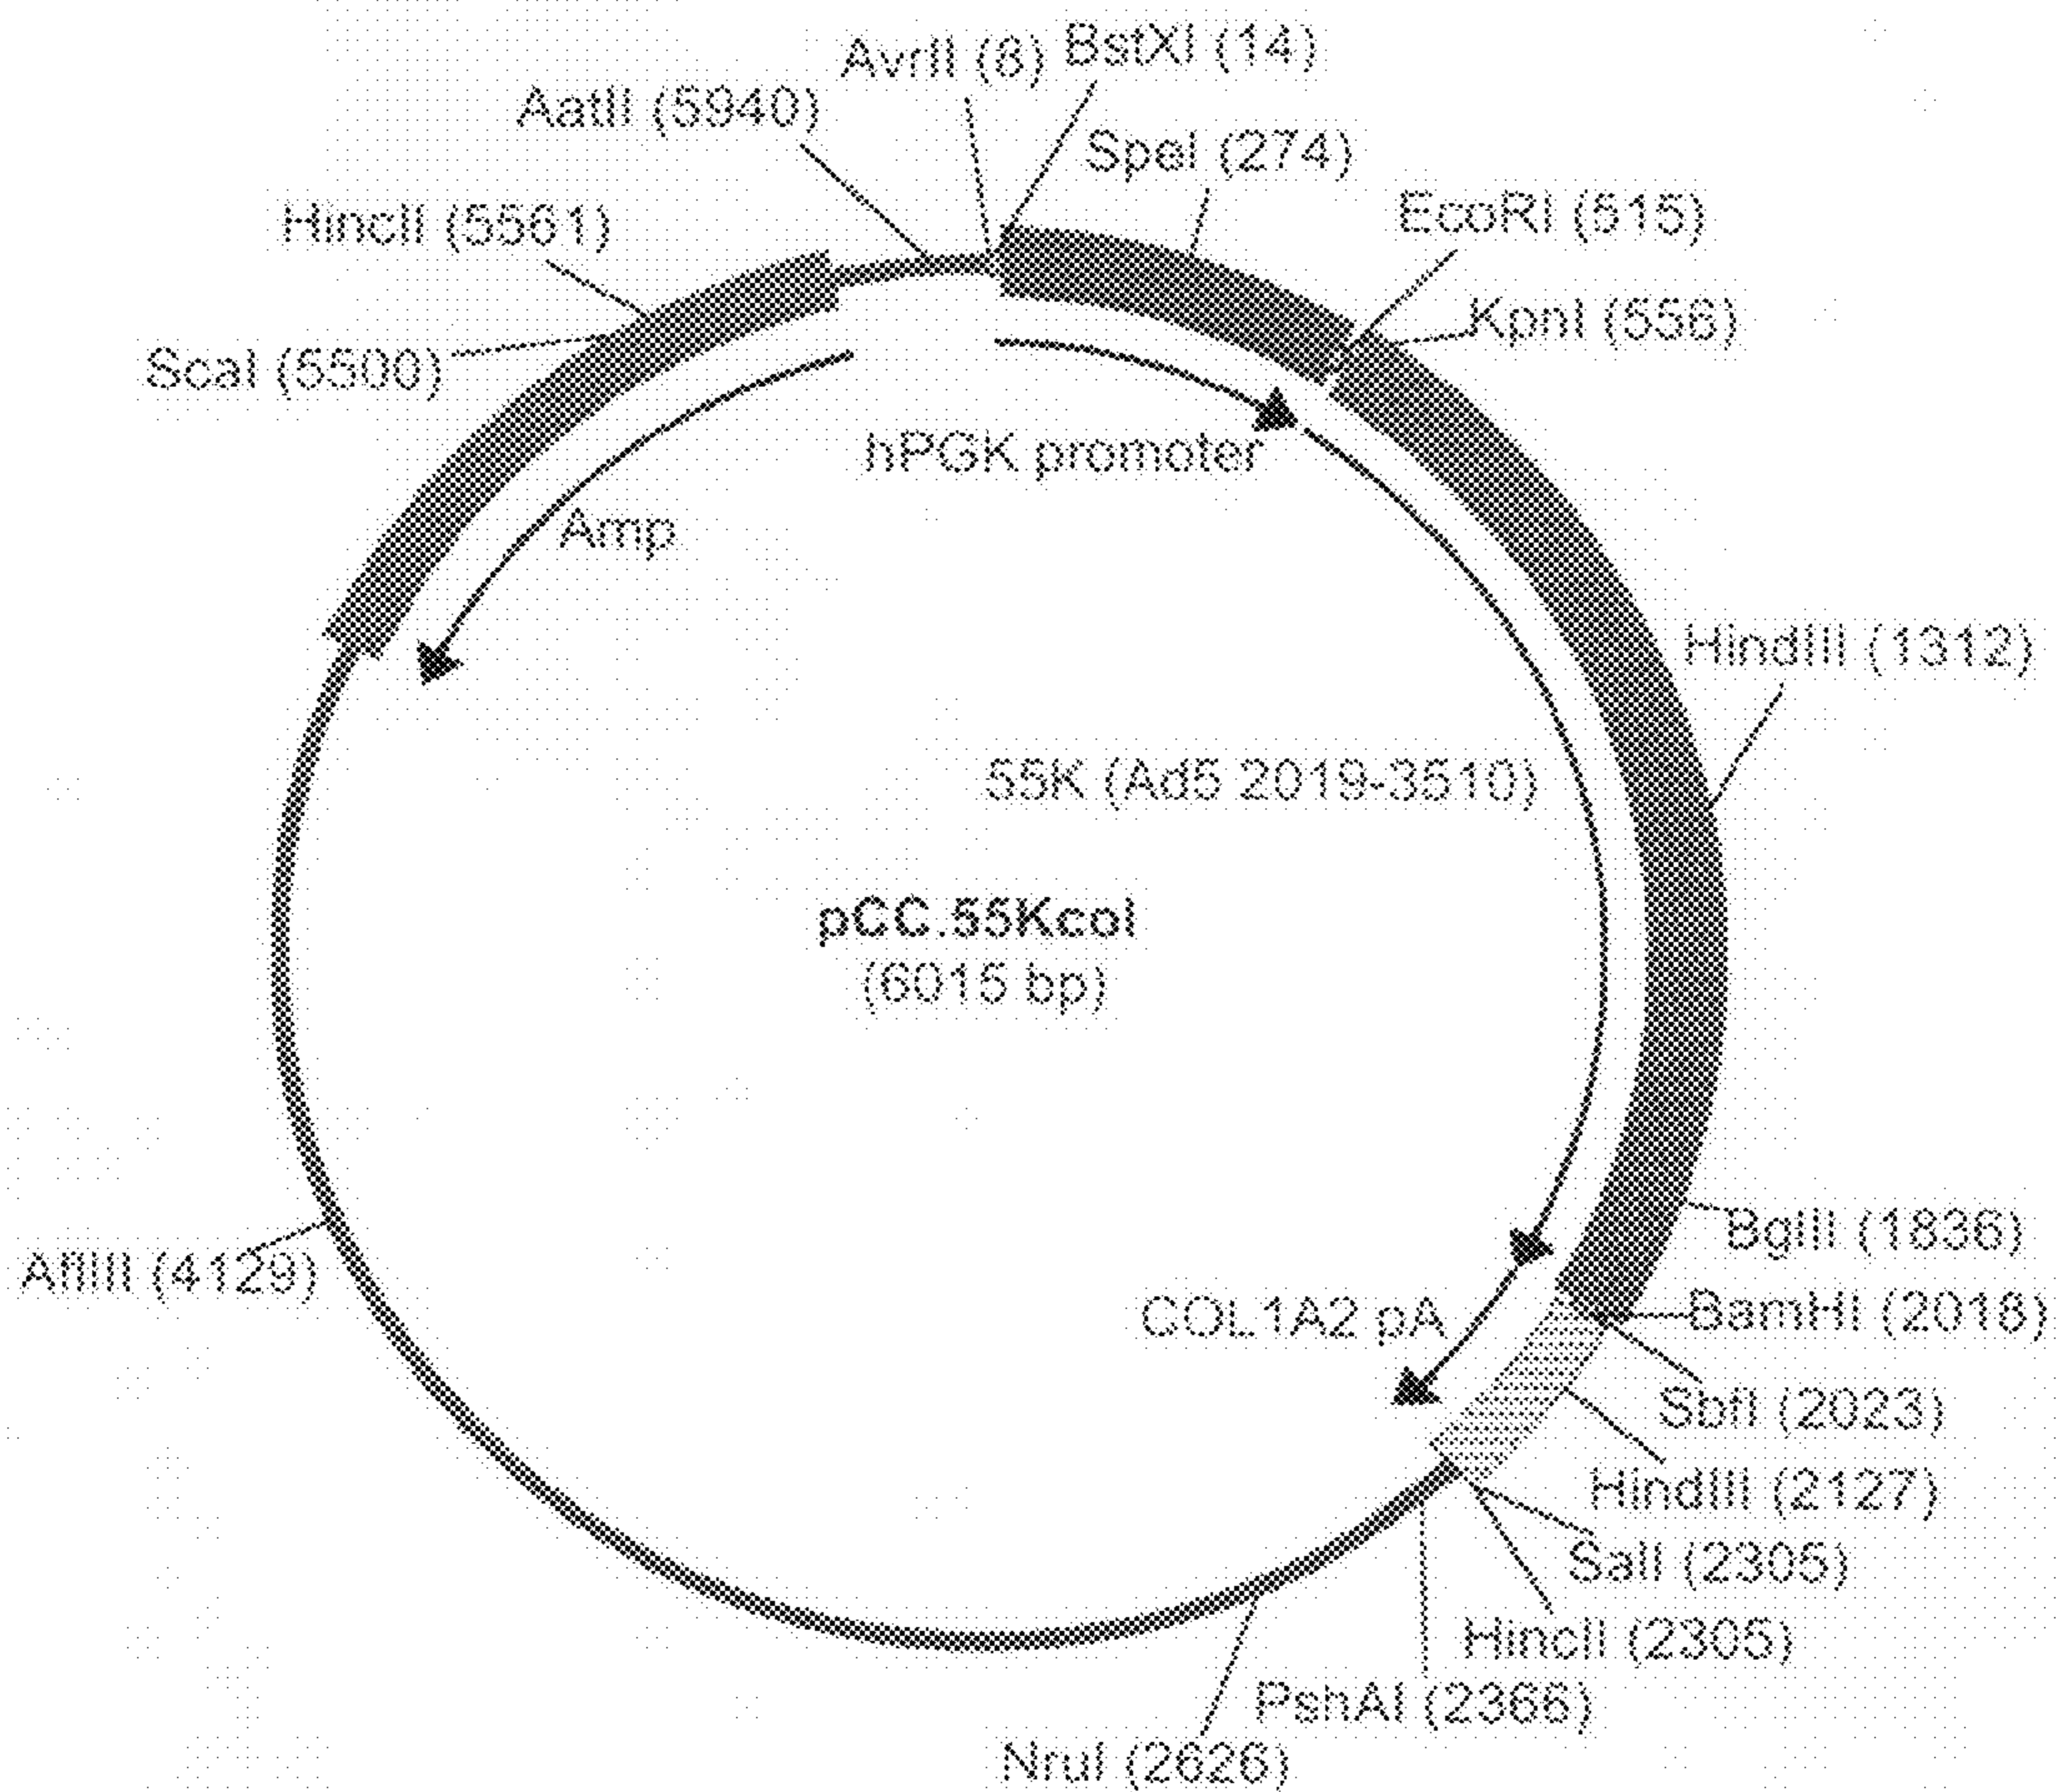 AvrII (6)
BstXI (14)
AatII (5940)
SpeI (274)
EcoRI (515)
HincII (5561)
KpnI (556)
ScaI (5500)
hPGK promoter
Amp
HindIII (1312)
55K (Ad5 2019-3510)
pCC.55Kcol
(6015 bp)
BglII (1836)
AflIII (4129)
BamHI (2018)
COL1A2 pA
SbfI (2023)
HindIII (2127)
SalI (2305)
HincII (2305)
PshAI (2366)
NruI (2626)